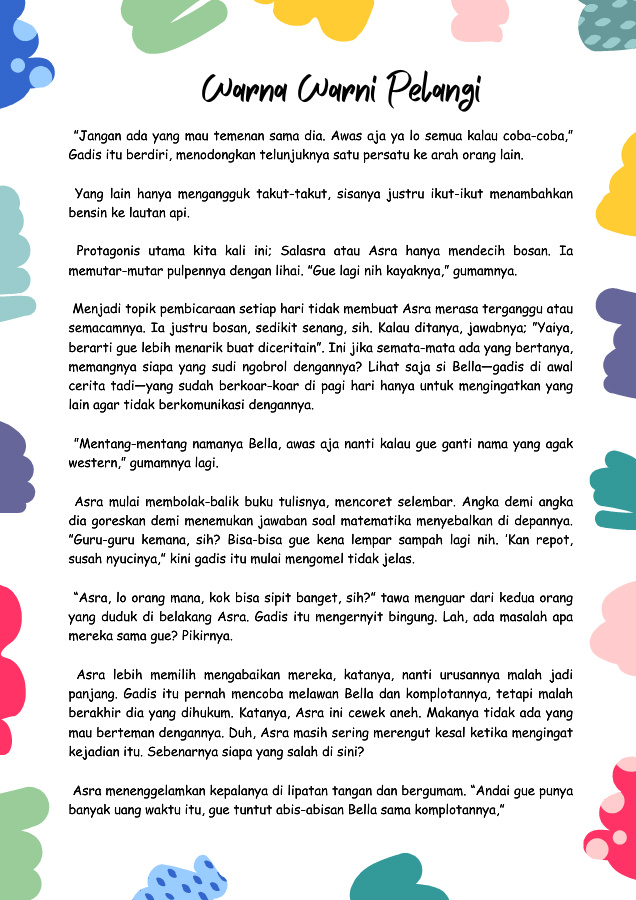 Warna Warni Pelangi
"Jangan ada yang mau temenan sama dia. Awas aja ya lo semua kalau coba-coba,"
Gadis itu berdiri, menodongkan telunjuknya satu persatu ke arah orang lain.
Yang lain hanya mengangguk takut-takut, sisanya justru ikut-ikut menambahkan
bensin ke lautan api.
Protagonis utama kita kali ini; Salasra atau Asra hanya mendecih bosan. Ia
memutar-mutar pulpennya dengan lihai. "Gue lagi nih kayaknya," gumamnya.
Menjadi topik pembicaraan setiap hari tidak membuat Asra merasa terganggu atau
semacamnya. Ia justru bosan, sedikit senang, sih. Kalau ditanya, jawabnya; "Yaiya,
berarti gue lebih menarik buat diceritain". Ini jika semata-mata ada yang bertanya,
memangnya siapa yang sudi ngobrol dengannya? Lihat saja si Bella—gadis di awal
cerita tadi—yang sudah berkoar-koar di pagi hari hanya untuk mengingatkan yang
lain agar tidak berkomunikasi dengannya.
"Mentang-mentang namanya Bella, awas aja nanti kalau gue ganti nama yang agak
western," gumamnya lagi.
Asra mulai membolak-balik buku tulisnya, mencoret selembar. Angka demi angka
dia goreskan demi menemukan jawaban soal matematika menyebalkan di depannya.
"Guru-guru kemana, sih? Bisa-bisa gue kena lempar sampah lagi nih. 'Kan repot,
susah nyucinya," kini gadis itu mulai mengomel tidak jelas.
"Asra, lo orang mana, kok bisa sipit banget, sih?" tawa menguar dari kedua orang
yang duduk di belakang Asra. Gadis itu mengernyit bingung. Lah, ada masalah apa
mereka sama gue? Pikirnya.
Asra lebih memilih mengabaikan mereka, katanya, nanti urusannya malah jadi
panjang. Gadis itu pernah mencoba melawan Bella dan komplotannya, tetapi malah
berakhir dia yang dihukum. Katanya, Asra ini cewek aneh. Makanya tidak ada yang
mau berteman dengannya. Duh, Asra masih sering merengut kesal ketika mengingat
kejadian itu. Sebenarnya siapa yang salah di sini?
Asra menenggelamkan kepalanya di lipatan tangan dan bergumam. "Andai gue punya
banyak uang waktu itu, gue tuntut abis-abisan Bella sama komplotannya,"